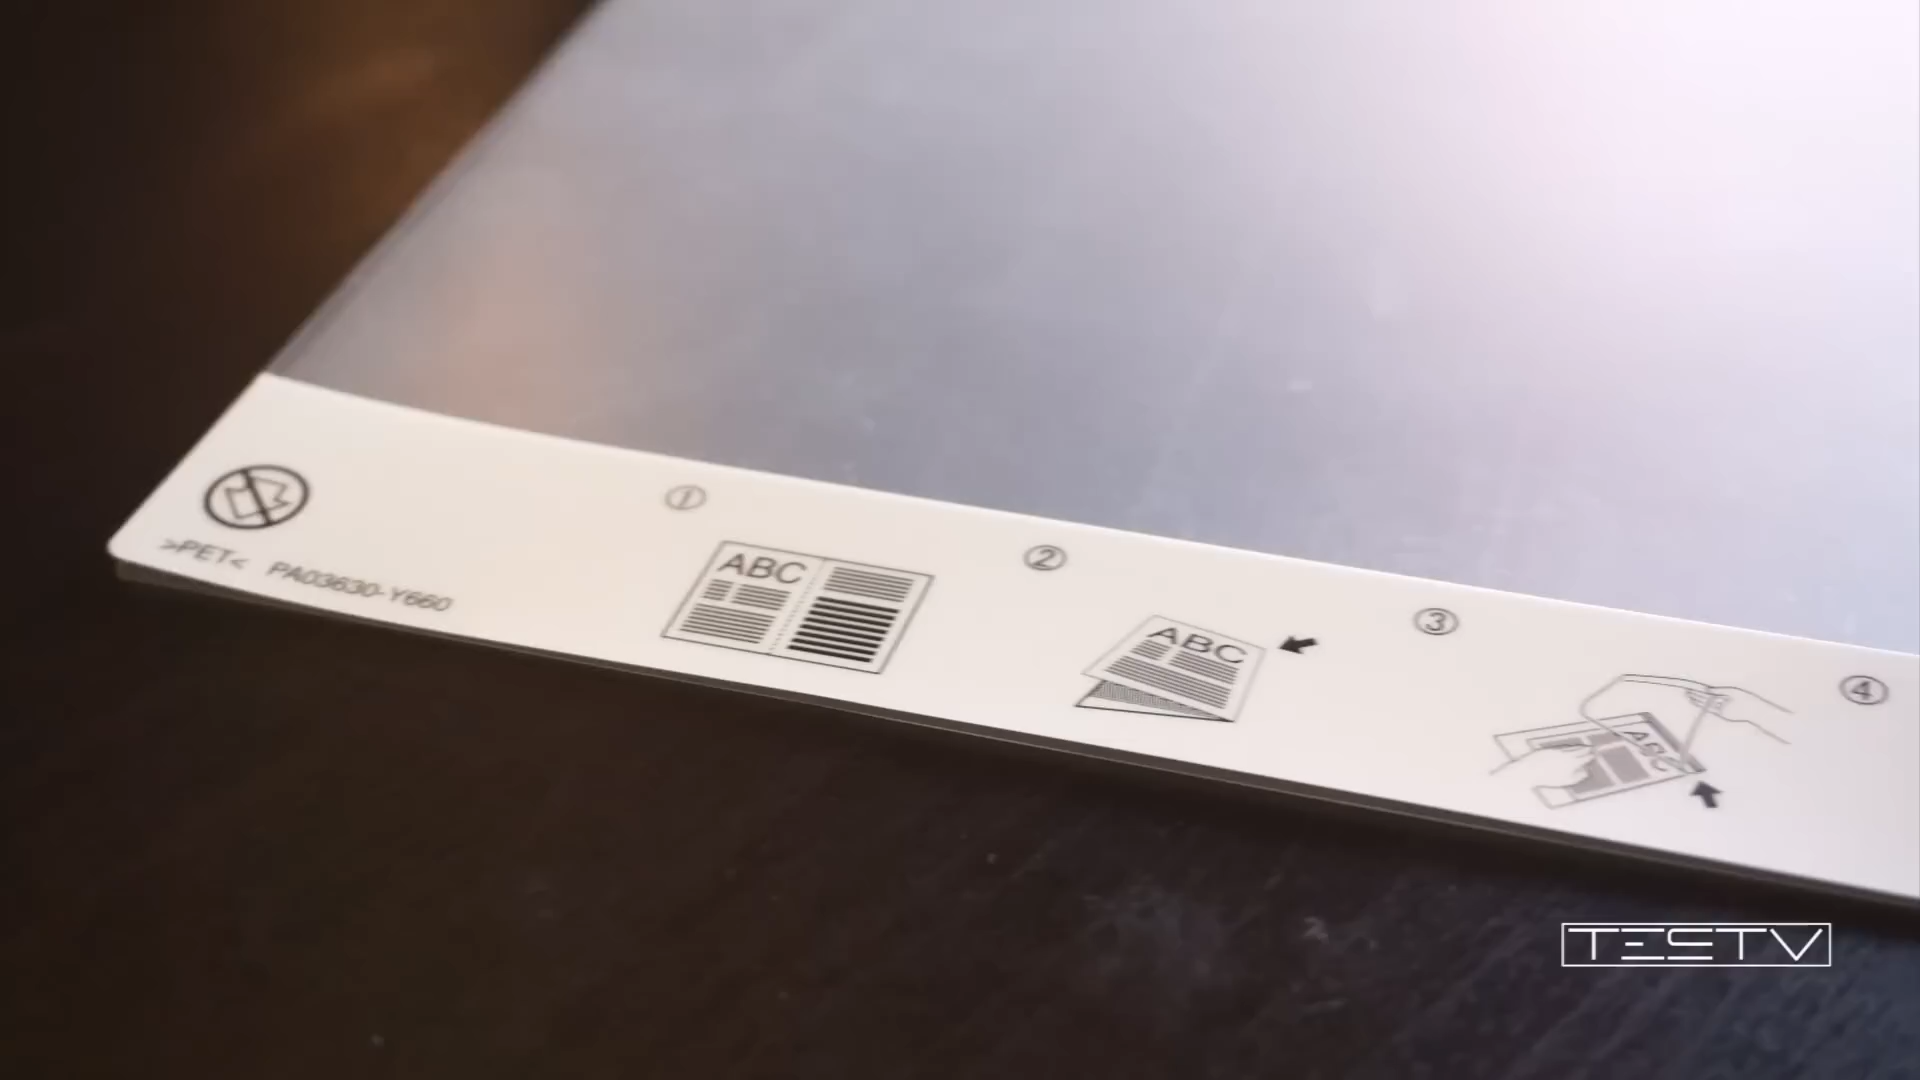 ①
ABC
②
ABC
③
ABC
④
>PET< PA03630-Y660
TESTV